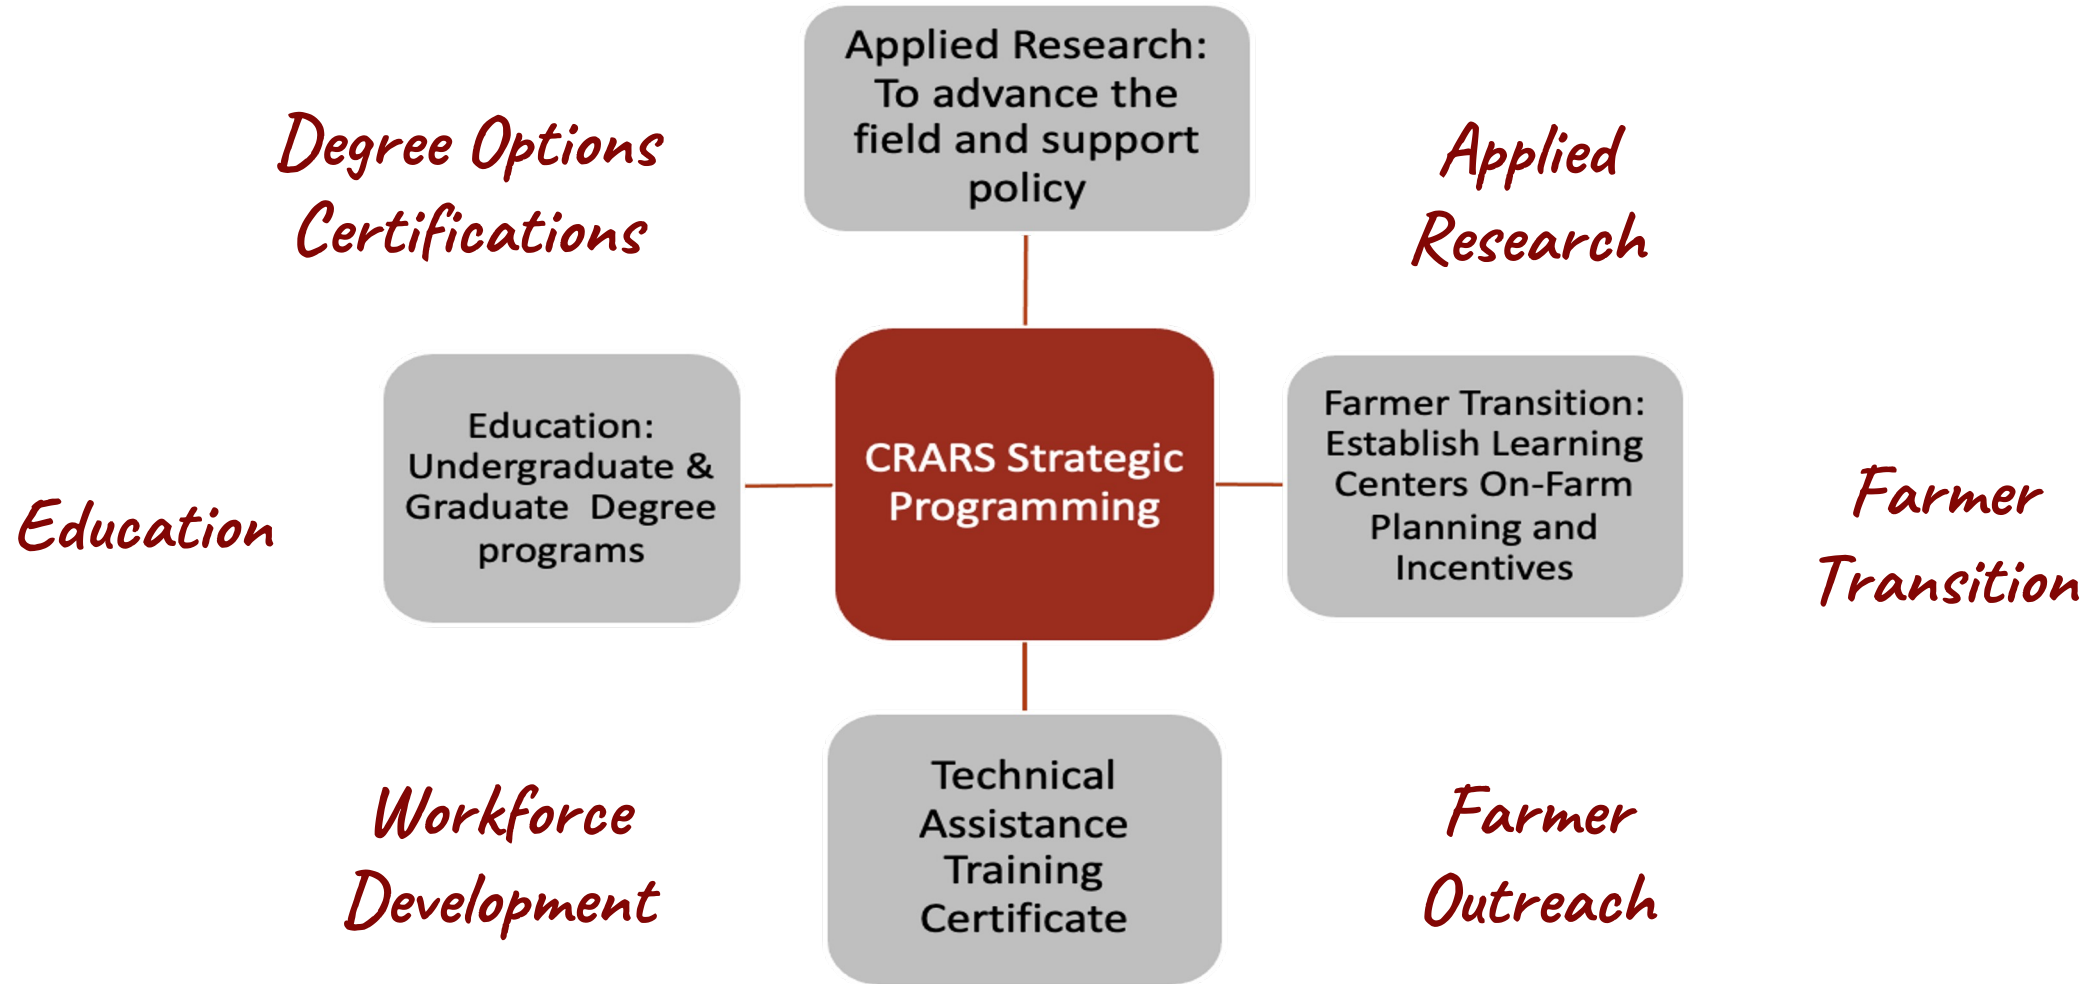 Applied Research:
To advance the
field and support
policy
Degree Options
Certifications
Applied
Research
Education:
Undergraduate &
Graduate  Degree
programs
CRARS Strategic
Programming
Farmer Transition:
Establish Learning
Centers On-Farm
Planning and
Incentives
Education
Farmer
Transition
Technical
Assistance
Training
Certificate
Workforce
Development
Farmer
Outreach